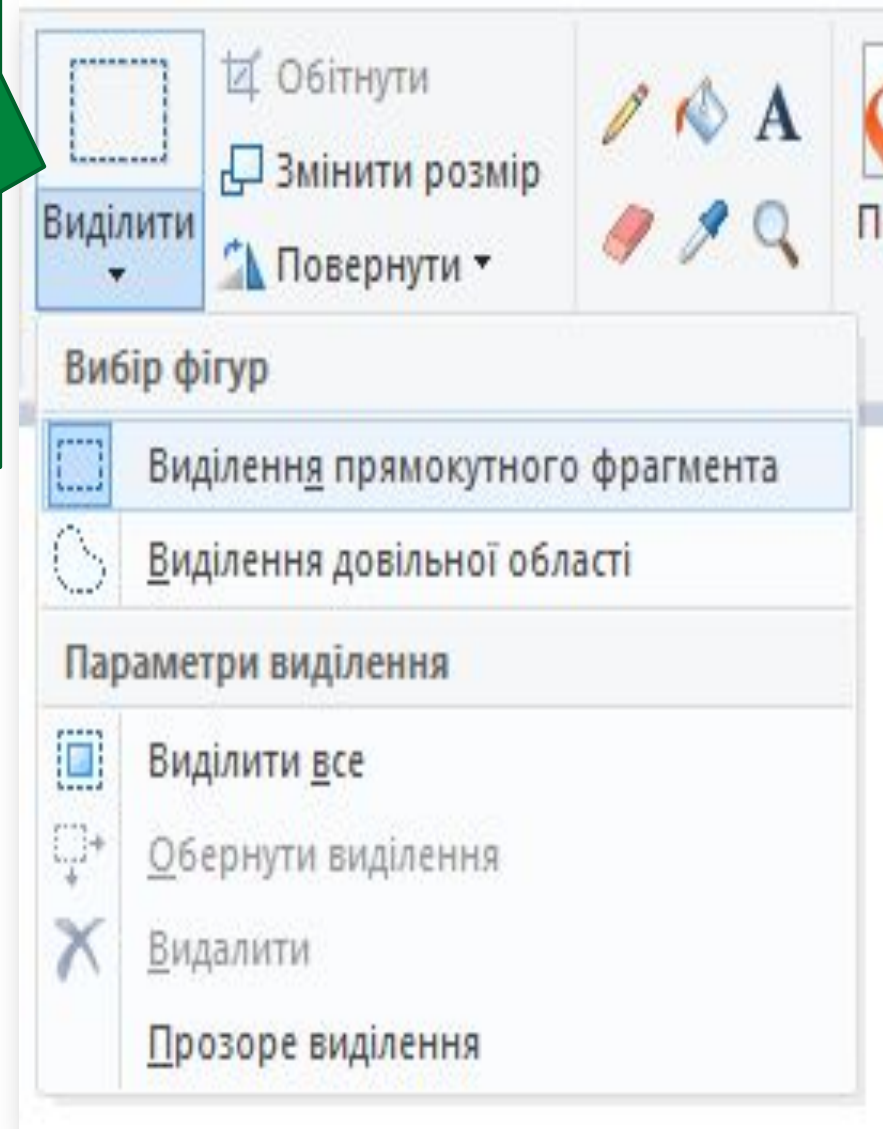 Обітнути
Змінити розмір
Виділити
Повернути
A
Вибір фігур
Виділення прямокутного фрагмента
Виділення довільної області
Параметри виділення
Виділити все
Обернути виділення
Видалити
Прозоре виділення